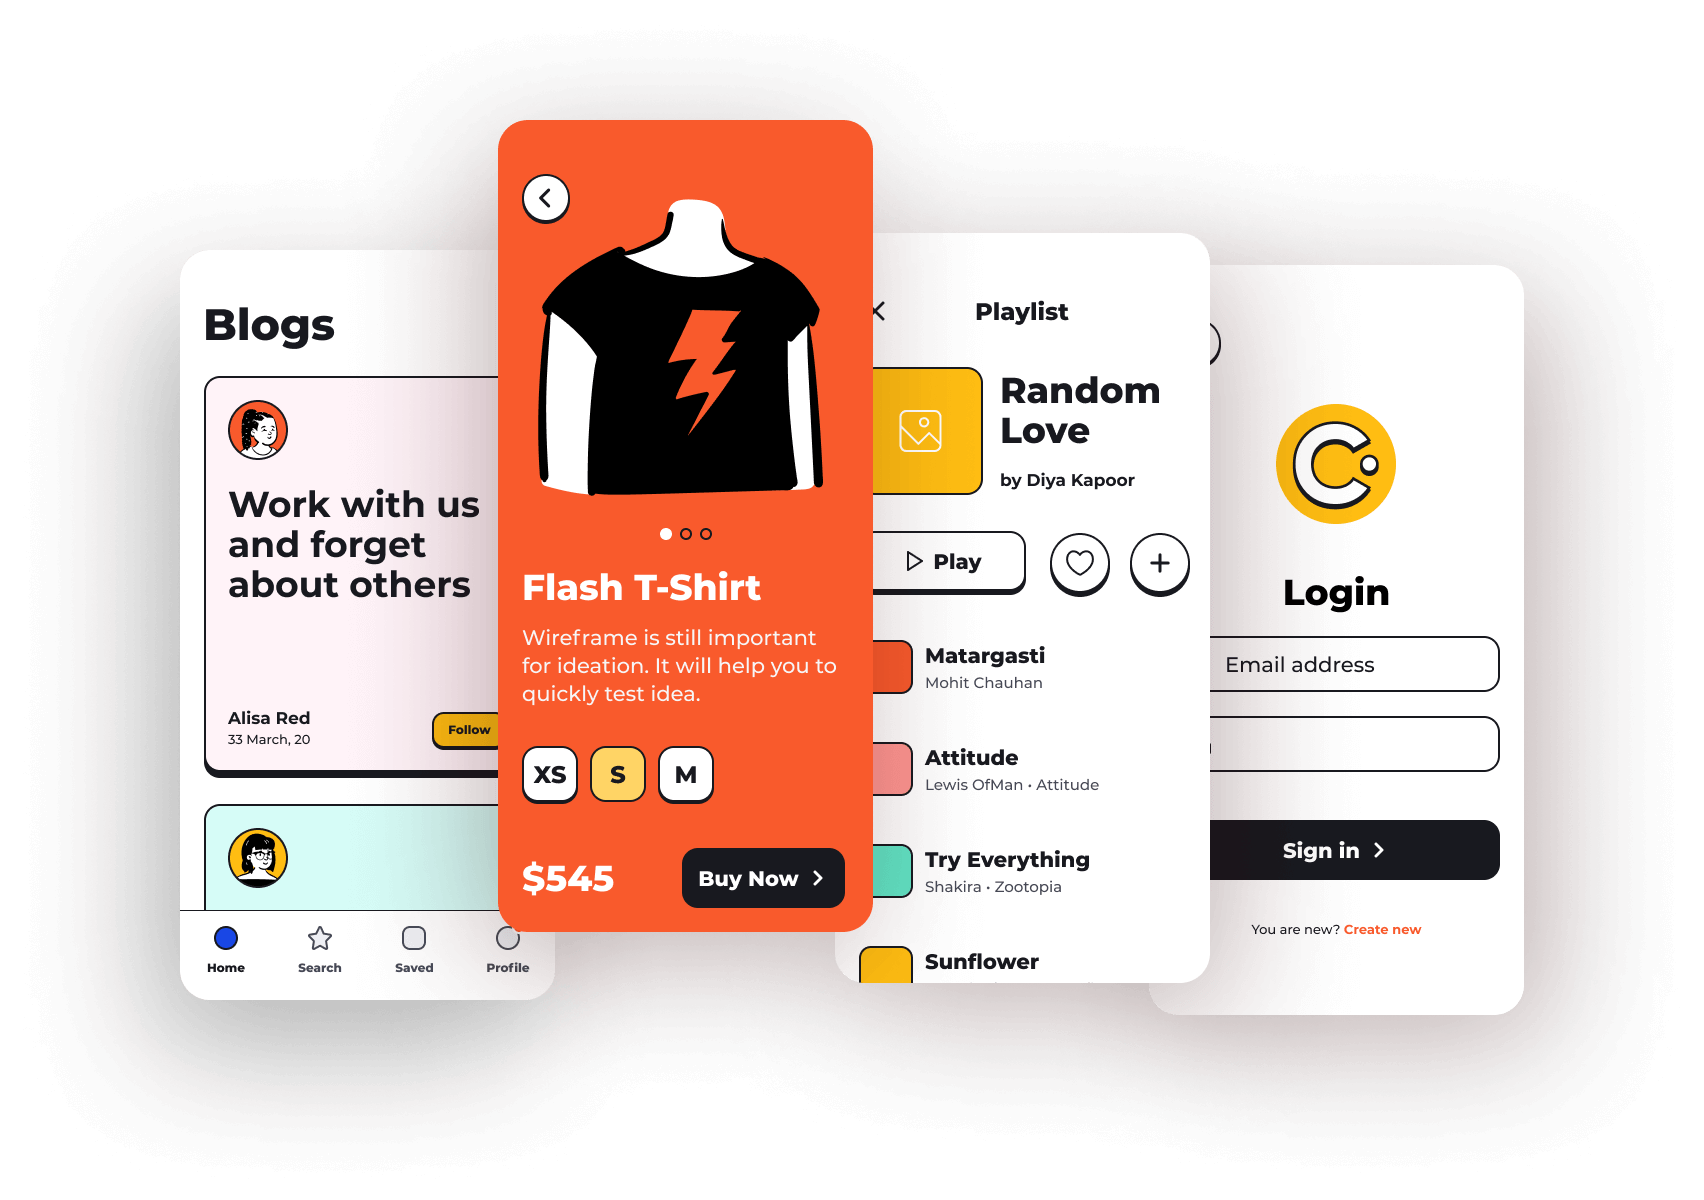 Blogs
Work with us
and forget
about others
Alisa Red
33 March, 20
Follow
Home
Search
Saved
Profile
Flash T-Shirt
Wireframe is still important
for ideation. It will help you to
quickly test idea.
XS
S
M
$545
Buy Now
Playlist
Random
Love
by Diya Kapoor
Play
Matargasti
Mohit Chauhan
Attitude
Lewis OfMan • Attitude
Try Everything
Shakira • Zootopia
Sunflower
Login
Email address
Sign in
You are new? Create new